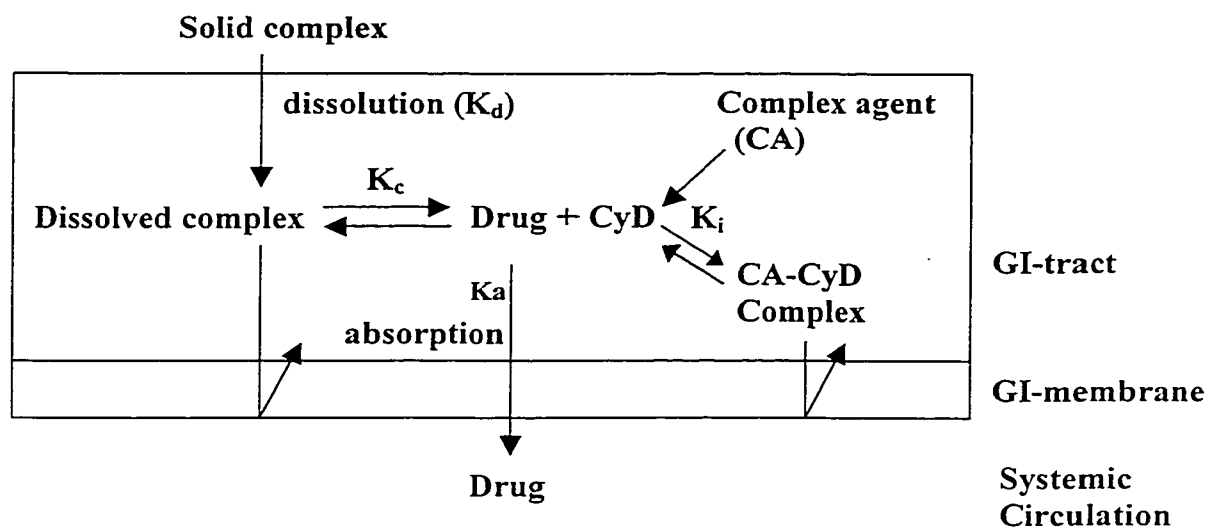 Solid complex
dissolution (Kd)
Complex agent
(CA)
Kc
Dissolved complex
Drug + CyD
Ki
CA-CyD
Complex
GI-tract
Ka
absorption
GI-membrane
Drug
Systemic
Circulation